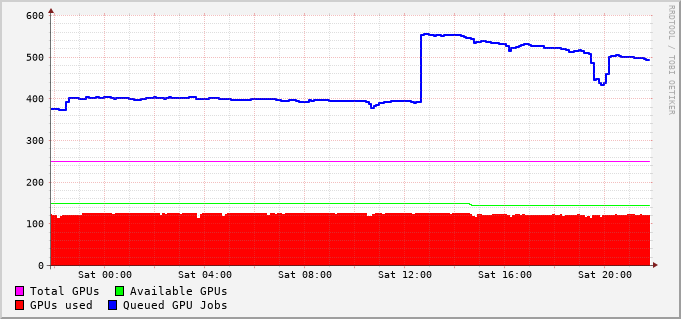 600
500
400
300
200
100
0
Sat 00:00 Sat 04:00 Sat 08:00 Sat 12:00 Sat 16:00 Sat 20:00
Total GPUs Available GPUs
GPUs used Queued GPU Jobs
RRDTOOL / TOBI OETIKER